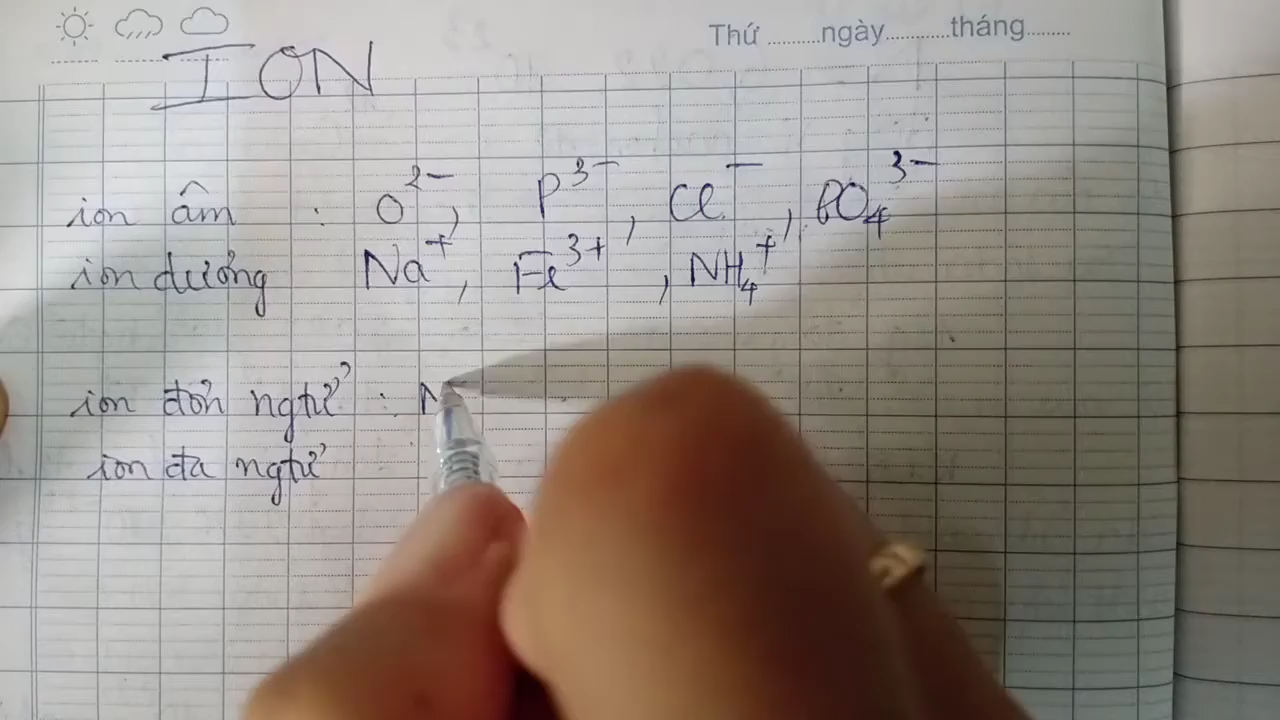 Thứ ..........ngày............tháng........
ION
ion âm : O²⁻, P³⁻, Cl⁻, PO₄³⁻
ion dương Na⁺, Fe³⁺, NH₄⁺
ion đơn nguyên tử : N
ion đa nguyên tử